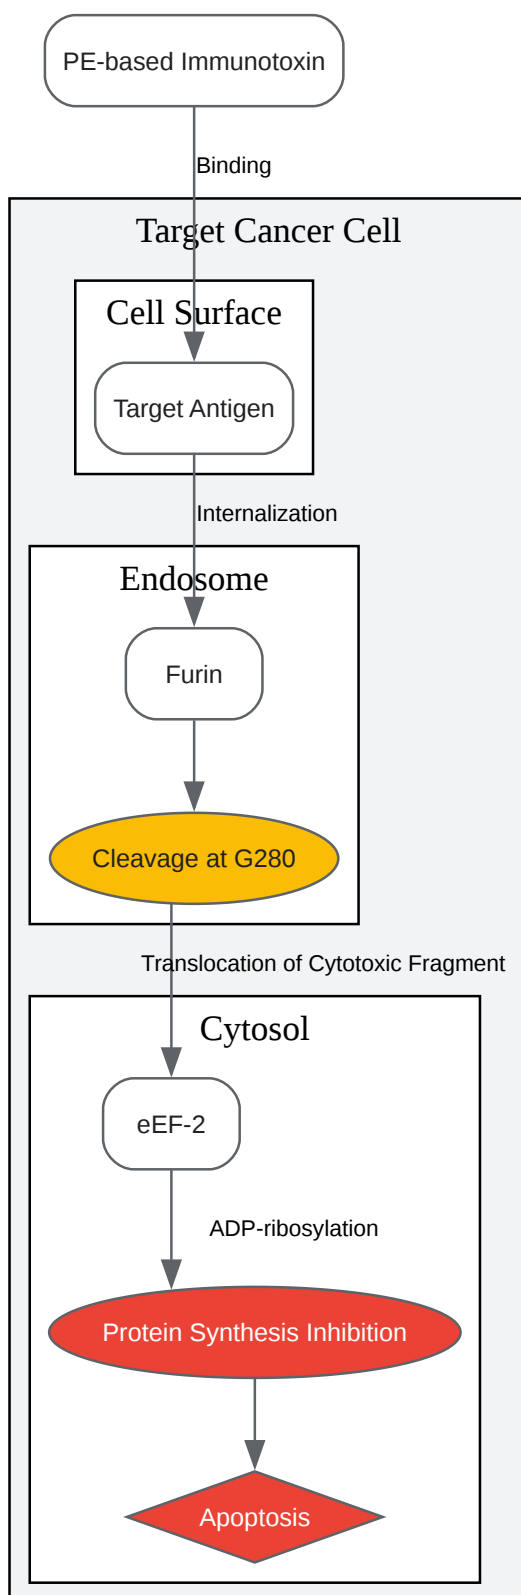 PE-based Immunotoxin
Binding
Target Cancer Cell
Cell Surface
Target Antigen
Internalization
Endosome
Furin
Cleavage at G280
Translocation of Cytotoxic Fragment
Cytosol
eEF-2
ADP-ribosylation
Protein Synthesis Inhibition
Apoptosis